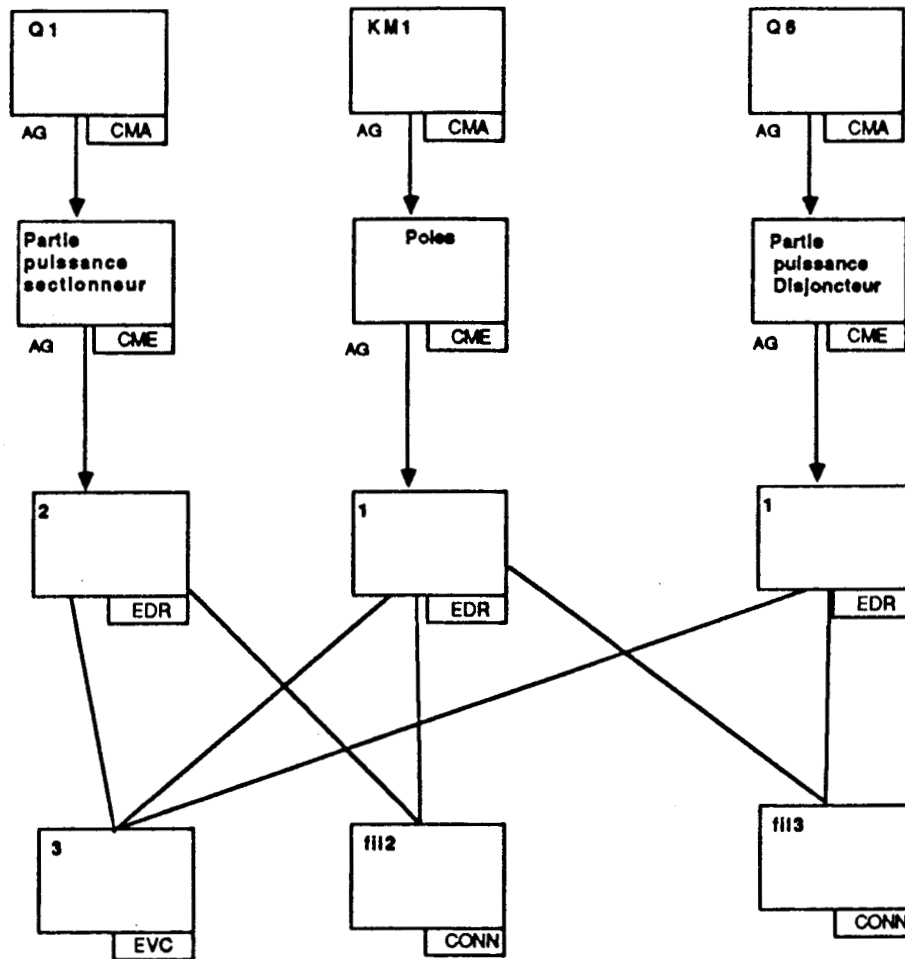 Q1
KM1
Q6
AG
CMA
AG
CMA
AG
CMA
Partie
puissance
sectionneur
Poles
Partie
puissance
Disjoncteur
AG
CME
AG
CME
AG
CME
2
1
1
EDR
EDR
EDR
3
fil2
fil3
EVC
CONN
CONN